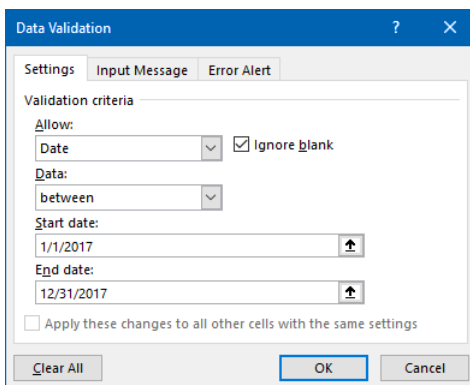 Data Validation ?
Settings Input Message Error Alert
Validation criteria
Allow:
Date Ignore blank
Data:
between
Start date:
1/1/2017
End date:
12/31/2017
Apply these changes to all other cells with the same settings
Clear All OK Cancel